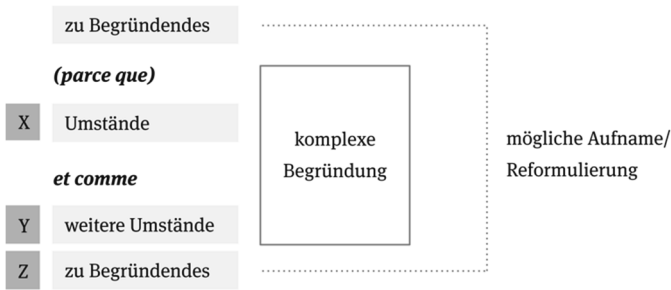 zu Begründendes
(parce que)
X Umstände
et comme
Y weitere Umstände
Z zu Begründendes
komplexe
Begründung
mögliche Aufname/
Reformulierung